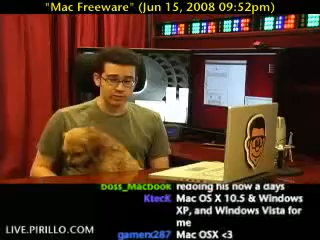 "Mac Freeware" (Jun 15, 2008 09:52pm)
boss_Macbook redoing his now a days
KtecK Mac OS X 10.5 & Windows
XP, and Windows Vista for
me
gamerx287 Mac OSX <3
LIVE.PIRILLO.COM